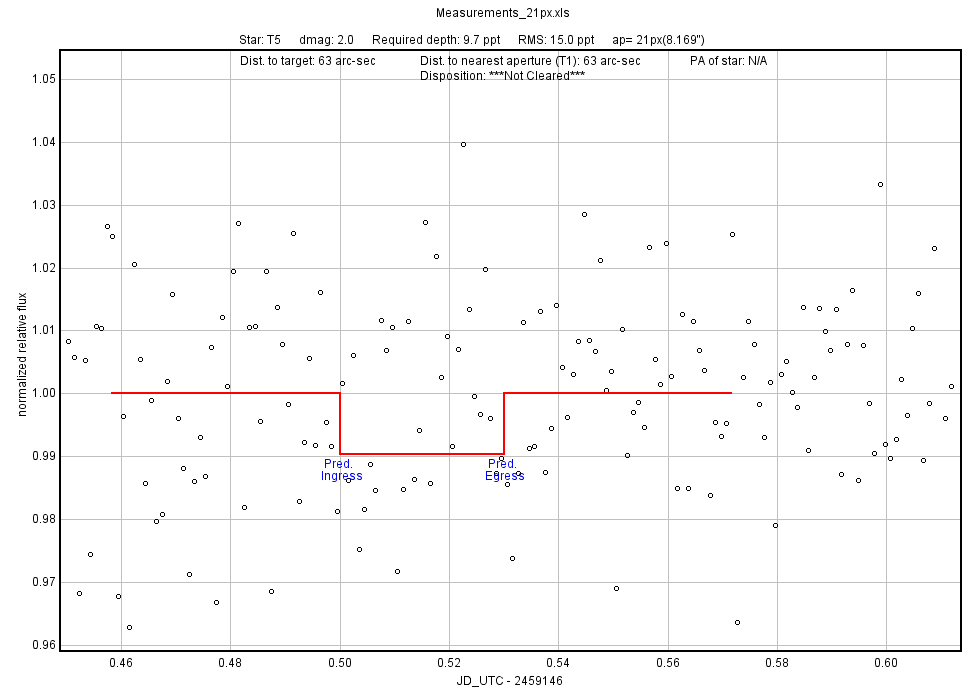 Measurements_21px.xls
Star: T5 dmag: 2.0 Required depth: 9.7 ppt RMS: 15.0 ppt ap= 21px(8.169")
Dist. to target: 63 arc-sec Dist. to nearest aperture (T1): 63 arc-sec PA of star: N/A
Disposition: ***Not Cleared***
normalized relative flux
1.05
1.04
1.03
1.02
1.01
1.00
0.99
0.98
0.97
0.96
Pred. Pred.
Ingress Egress
0.46 0.48 0.50 0.52 0.54 0.56 0.58 0.60
JD_UTC - 2459146